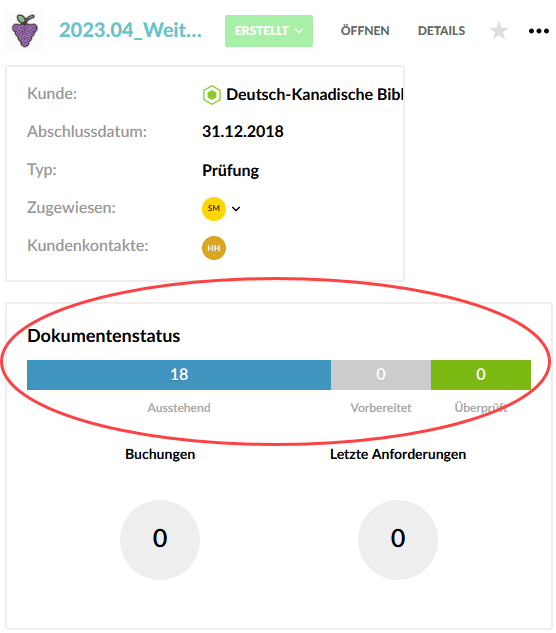 2023.04_Weit... ERSTELLT ÖFFNEN DETAILS
Kunde: Deutsch-Kanadische Bibl
Abschlussdatum: 31.12.2018
Typ: Prüfung
Zugewiesen: SM
Kundenkontakte: HH
Dokumentenstatus
18 0 0
Ausstehend Vorbereitet Überprüft
Buchungen Letzte Anforderungen
0 0